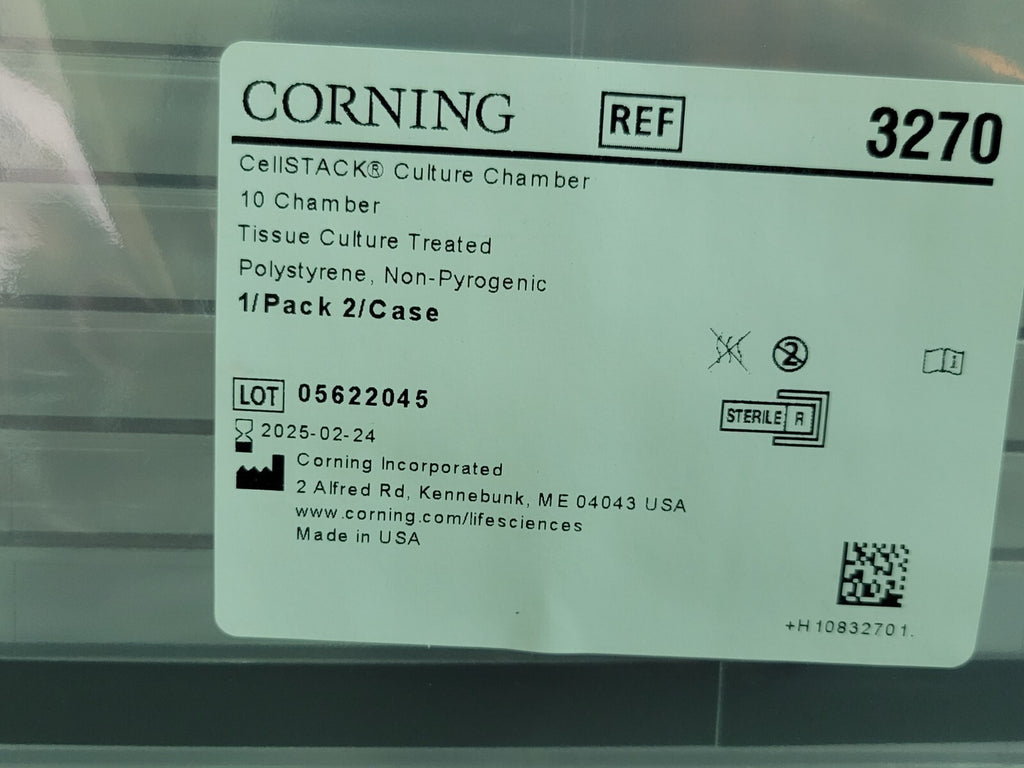 CORNING REF 3270
CellSTACK® Culture Chamber
10 Chamber
Tissue Culture Treated
Polystyrene, Non-Pyrogenic
1/Pack 2/Case
2
LOT 05622045
STERILE R
2025-02-24
Corning Incorporated
2 Alfred Rd, Kennebunk, ME 04043 USA
www.corning.com/lifesciences
Made in USA
+H10832701.